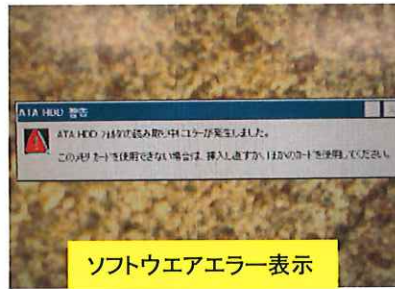 ATA HDD 警告
ATA HDD フォルダの読み取り中にエラーが発生しました。
このメモリ カードを使用できない場合は、挿入し直すか、ほかのカードを使用してください。
ソフトウエアエラー表示